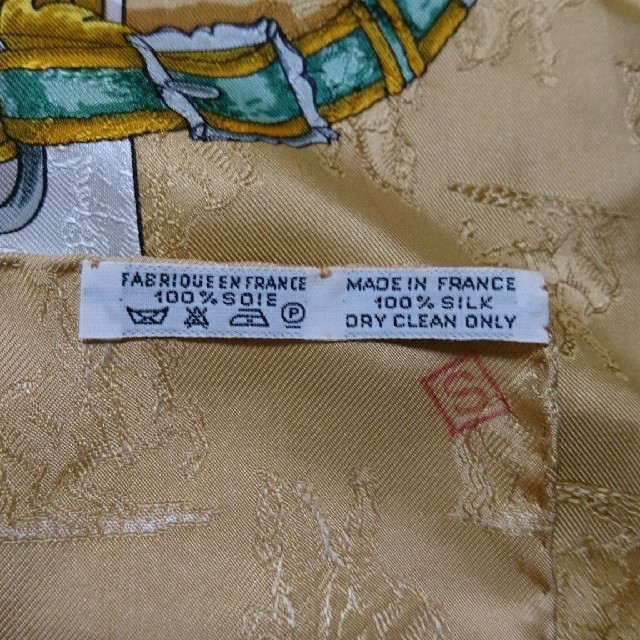 FABRIQUE EN FRANCE
100% SOIE
P
MADE IN FRANCE
100% SILK
DRY CLEAN ONLY
S